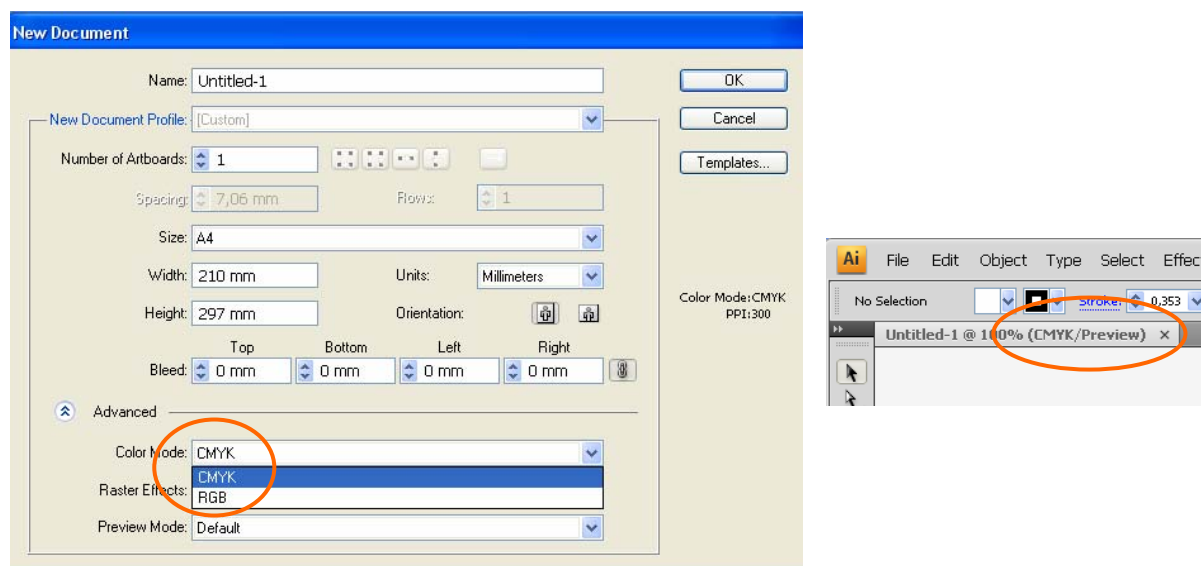 New Document
Name: Untitled-1
OK
New Document Profile: [Custom]
Cancel
Number of Artboards: 1
Templates...
Spacing: 7,06 mm Rows: 1
Size: A4
Width: 210 mm Units: Millimeters
Height: 297 mm Orientation:
Color Mode:CMYK
PPI:300
Top Bottom Left Right
Bleed: 0 mm 0 mm 0 mm 0 mm
Advanced
Color Mode: CMYK
CMYK
Raster Effects:
RGB
Preview Mode: Default
Ai File Edit Object Type Select Effec
No Selection Stroke: 0,353
Untitled-1 @ 100% (CMYK/Preview) ×